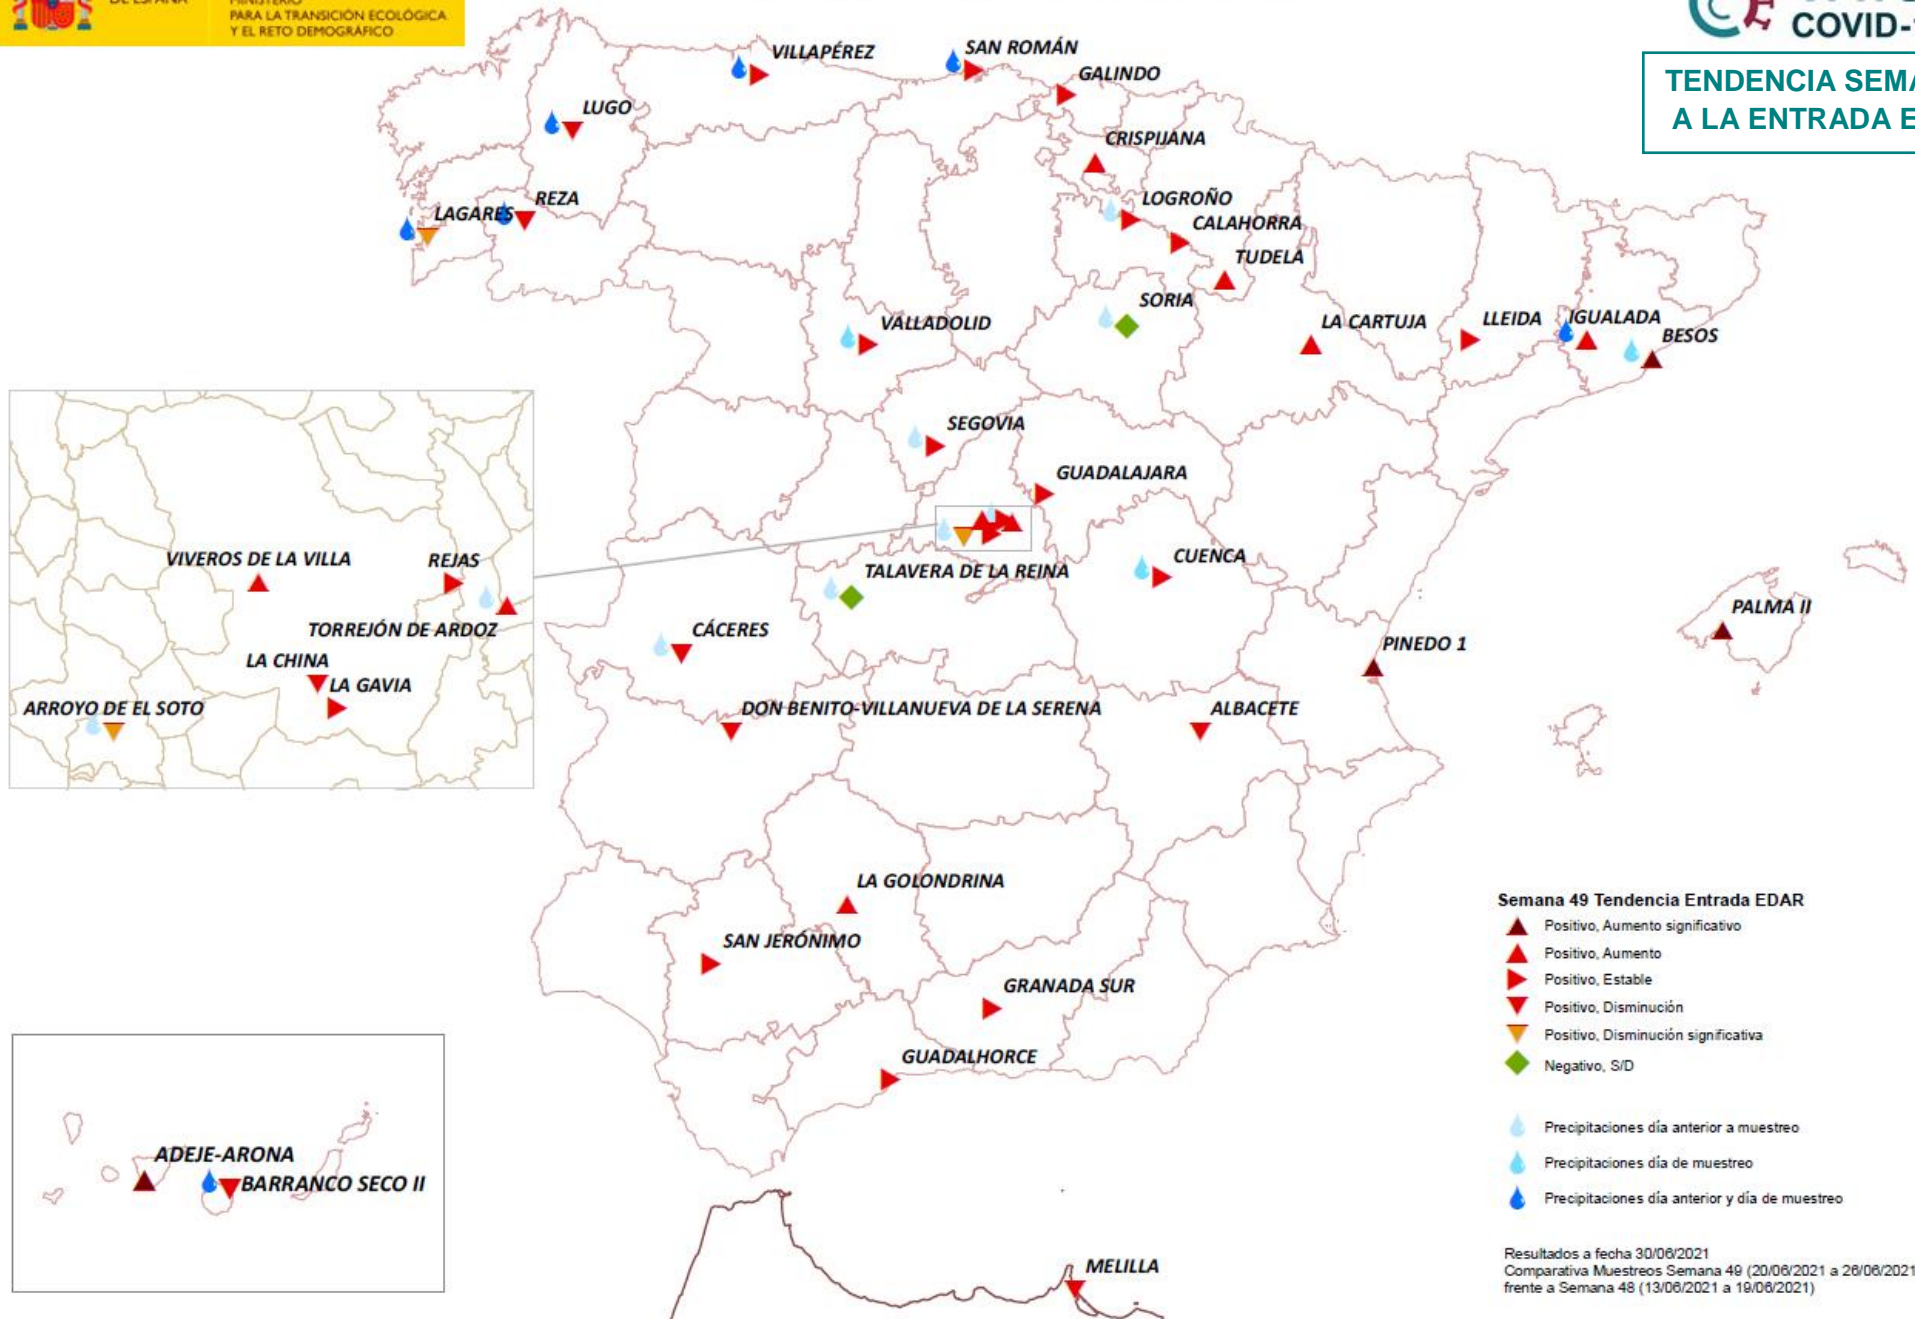 DE ESPAÑA
MINISTERIO
PARA LA TRANSICIÓN ECOLÓGICA
Y EL RETO DEMOGRÁFICO
COVID-
TENDENCIA SEMA
A LA ENTRADA E
VILLAPÉREZ
SAN ROMÁN
GALINDO
LUGO
CRISPIJANA
REZA
LAGARES
LOGROÑO
CALAHORRA
TUDELA
SORIA
VALLADOLID
LA CARTUJA
LLEIDA
IGUALADA
BESOS
SEGOVIA
GUADALAJARA
CUENCA
TALAVERA DE LA REINA
CÁCERES
PALMA II
PINEDO 1
DON BENITO-VILLANUEVA DE LA SERENA
ALBACETE
VIVEROS DE LA VILLA
REJAS
TORREJÓN DE ARDOZ
LA CHINA
LA GAVIA
ARROYO DE EL SOTO
LA GOLONDRINA
SAN JERÓNIMO
GRANADA SUR
GUADALHORCE
ADEJE-ARONA
BARRANCO SECO II
MELILLA
Semana 49 Tendencia Entrada EDAR
Positivo, Aumento significativo
Positivo, Aumento
Positivo, Estable
Positivo, Disminución
Positivo, Disminución significativa
Negativo, S/D
Precipitaciones día anterior a muestreo
Precipitaciones día de muestreo
Precipitaciones día anterior y día de muestreo
Resultados a fecha 30/06/2021
Comparativa Muestreos Semana 49 (20/06/2021 a 26/06/2021
frente a Semana 48 (13/06/2021 a 19/06/2021)